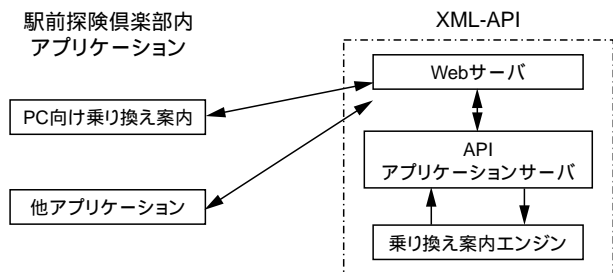 駅前探険倶楽部内
アプリケーション
XML-API
Webサーバ
PC向け乗り換え案内
API
アプリケーションサーバ
他アプリケーション
乗り換え案内エンジン